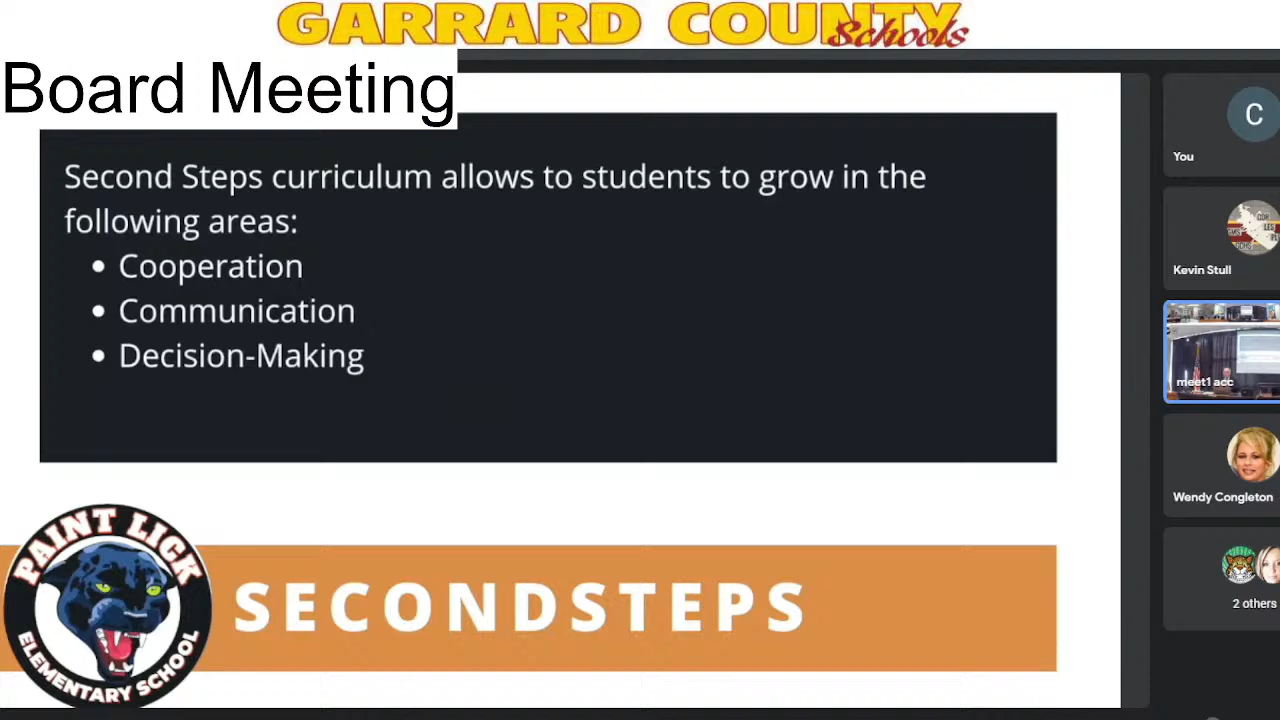 GARRARD COUNTY
Schools
Board Meeting
Second Steps curriculum allows to students to grow in the
following areas:
• Cooperation
• Communication
• Decision-Making
PAINT LICK
ELEMENTARY SCHOOL
SECONDSTEPS
C
You
Kevin Stull
meet1 acc
Wendy Congleton
2 others